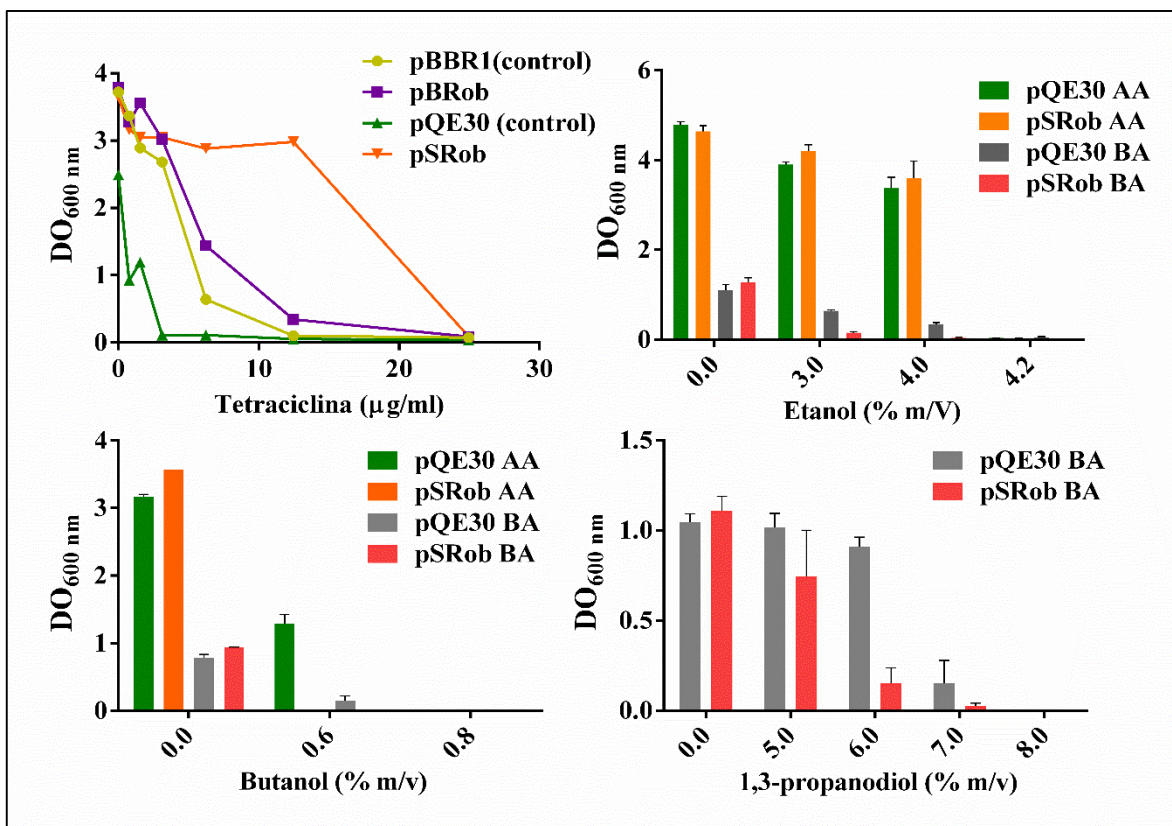 pBBR1(control)
pBRob
pQE30 (control)
pSRob
DO600 nm
4
3
2
1
0
0 10 20 30
Tetraciclina (μg/ml)
pQE30 AA
pSRob AA
pQE30 BA
pSRob BA
DO600 nm
6
4
2
0
0.0 3.0 4.0 4.2
Etanol (% m/V)
pQE30 AA
pSRob AA
pQE30 BA
pSRob BA
DO600 nm
4
3
2
1
0
0.0 0.6 0.8
Butanol (% m/v)
pQE30 BA
pSRob BA
DO600 nm
1.5
1.0
0.5
0.0
0.0 5.0 6.0 7.0 8.0
1,3-propanodiol (% m/v)